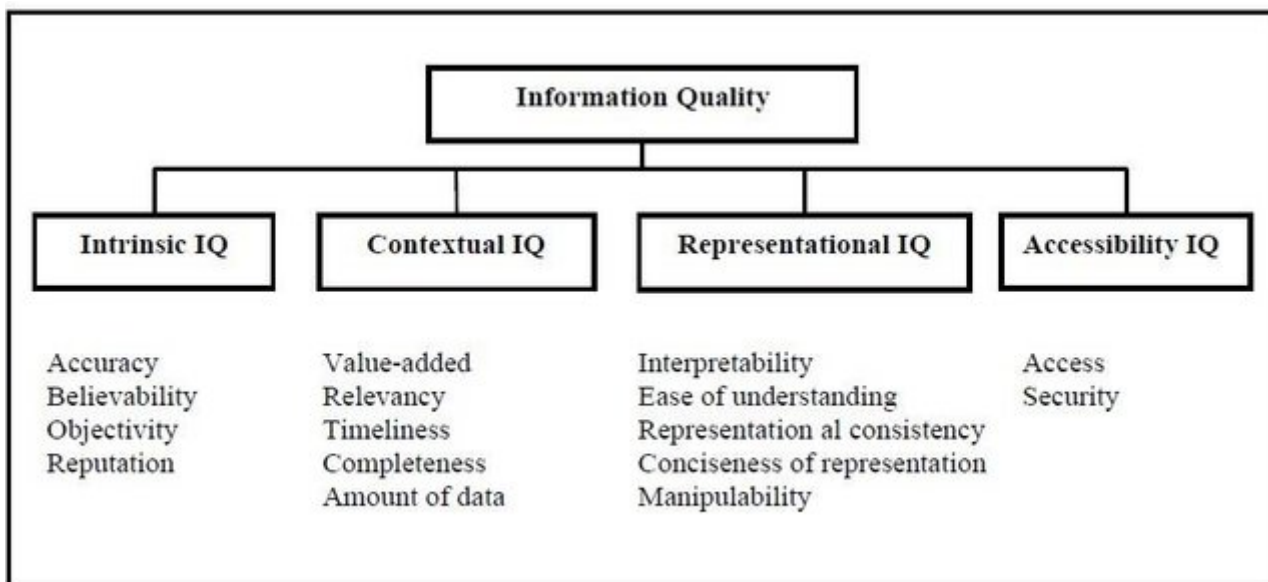 Information Quality
Intrinsic IQ
Contextual IQ
Representational IQ
Accessibility IQ
Accuracy
Believability
Objectivity
Reputation
Value-added
Relevancy
Timeliness
Completeness
Amount of data
Interpretability
Ease of understanding
Representation al consistency
Conciseness of representation
Manipulability
Access
Security